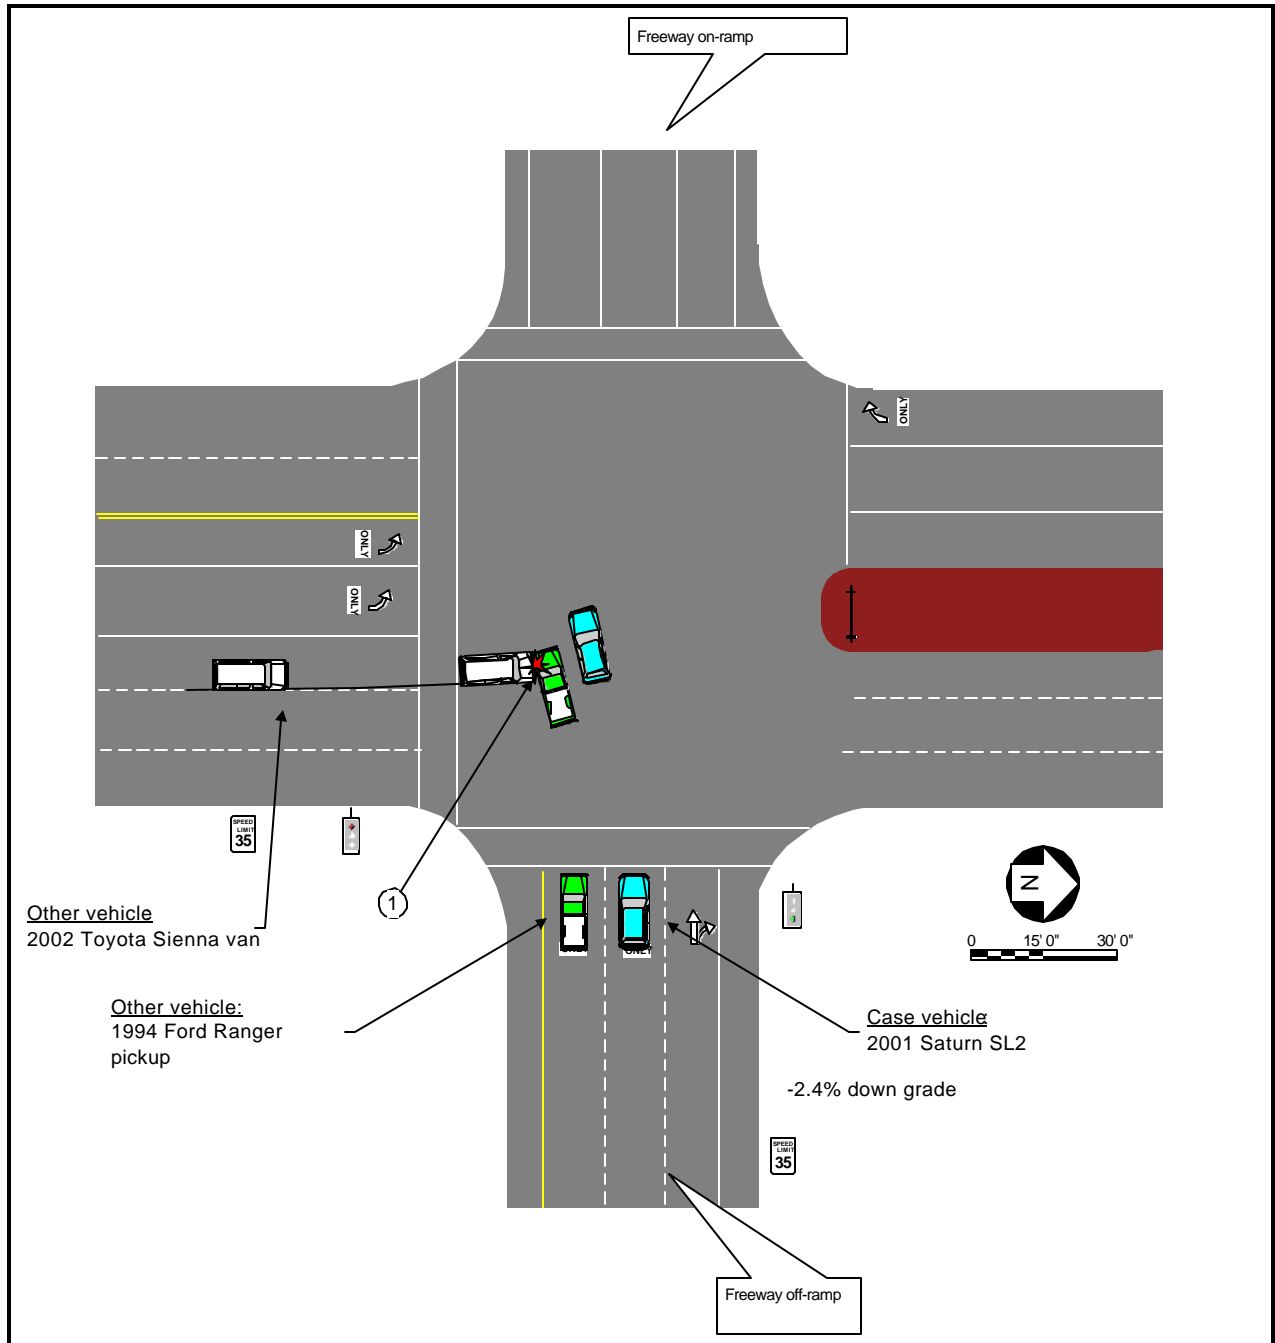 Freeway on-ramp
ONLY
ONLY
ONLY
SPEED
LIMIT
35
1
Other vehicle
2002 Toyota Sienna van
ONLY
N
0 15' 0" 30' 0"
Other vehicle:
1994 Ford Ranger
pickup
Case vehicle:
2001 Saturn SL2
-2.4% down grade
SPEED
LIMIT
35
Freeway off-ramp